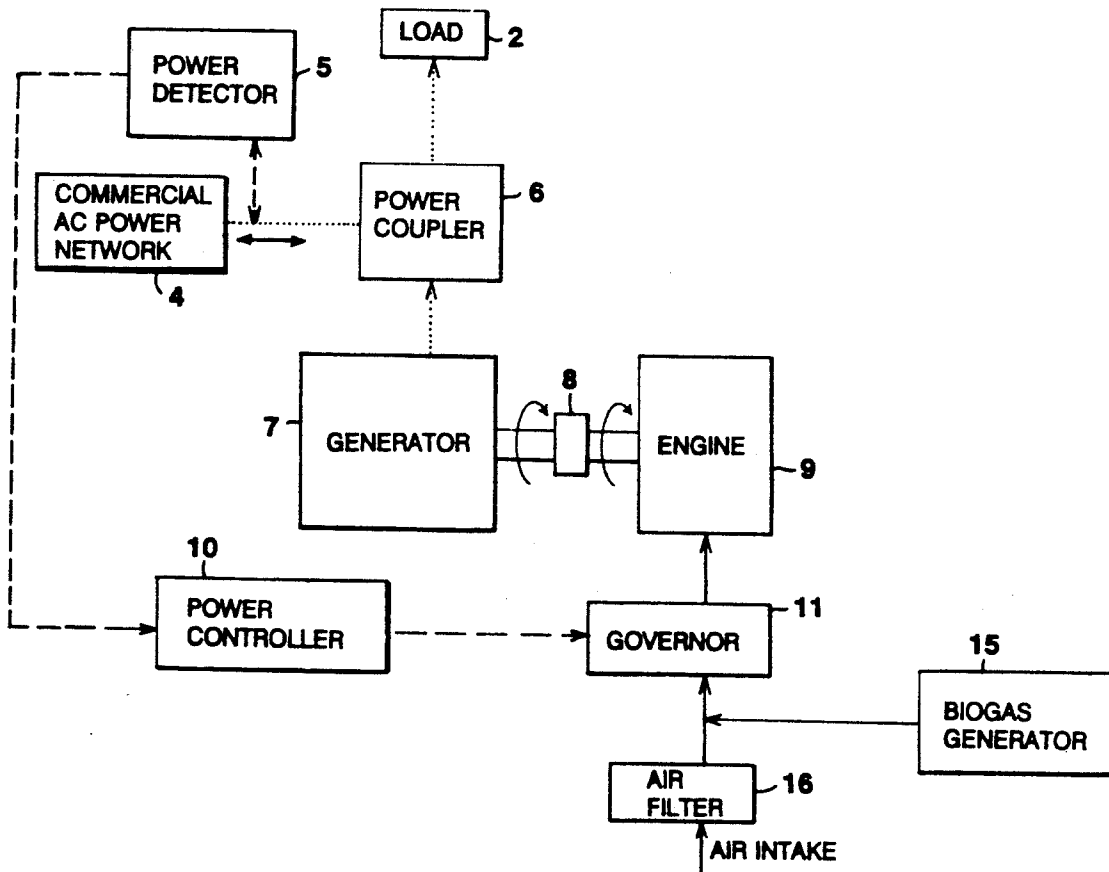 LOAD
2
POWER
DETECTOR
5
COMMERCIAL
AC POWER
NETWORK
4
POWER
COUPLER
6
7
GENERATOR
8
ENGINE
9
10
POWER
CONTROLLER
GOVERNOR
11
15
BIOGAS
GENERATOR
AIR
FILTER
16
AIR INTAKE